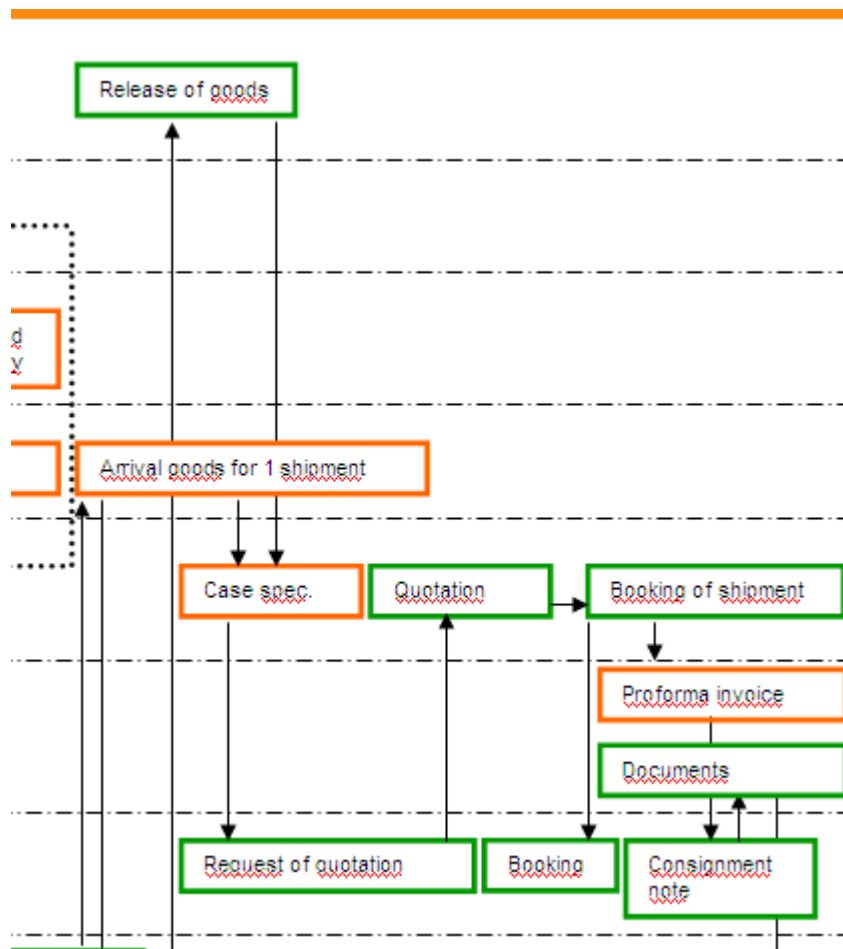 Release of goods
d
y
Arrival goods for 1 shipment
Case spec.
Quotation
Booking of shipment
Proforma invoice
Documents
Request of quotation
Booking
Consignment
note